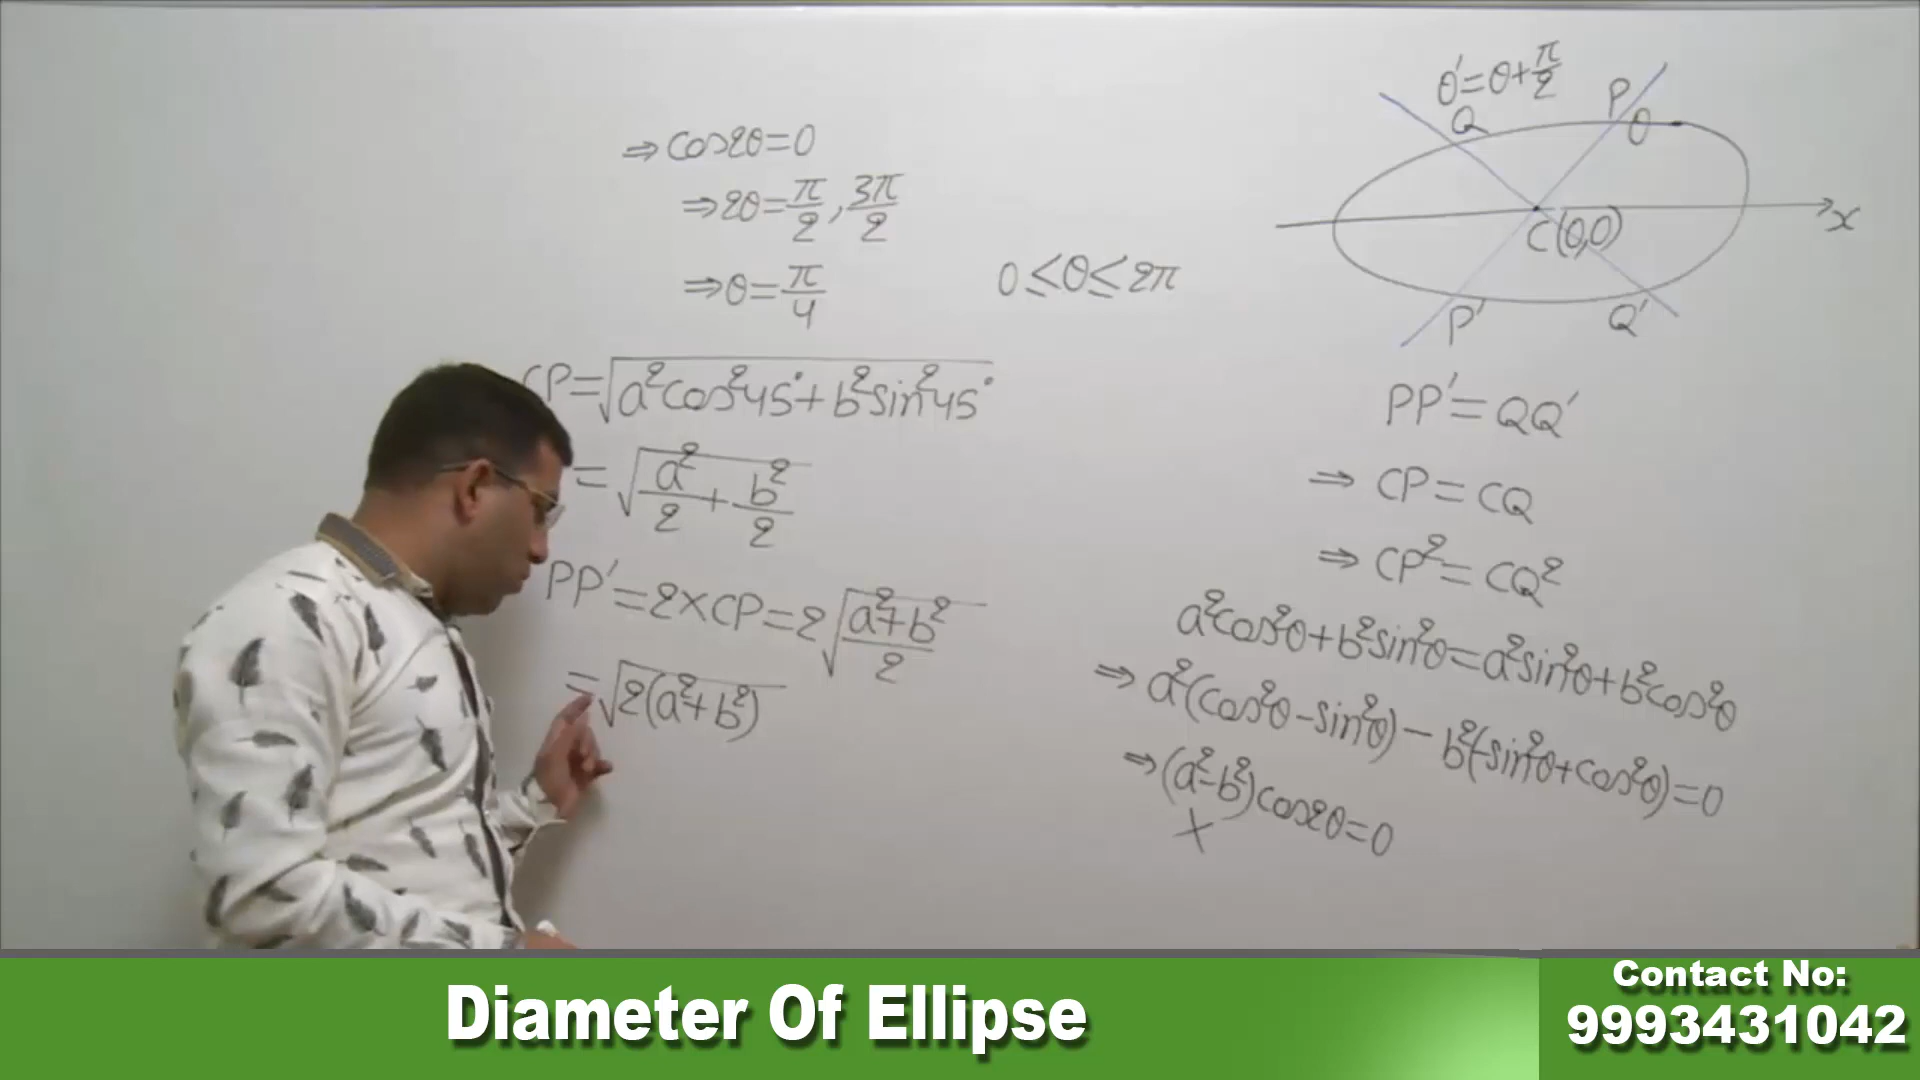 ⇒ cos2θ=0
⇒2θ=π/2, 3π/2
⇒θ=π/4
0≤θ≤2π
CP=√(a²cos²45°+b²sin²45°)
=√(a²/2+b²/2)
PP'=2×CP=2√((a²+b²)/2)
=√(2(a²+b²))
θ'=θ+π/2
Q
P
θ
C(0,0)
x
P'
Q'
PP'=QQ'
⇒ CP=CQ
⇒ CP²=CQ²
a²cos²θ+b²sin²θ=a²sin²θ+b²cos²θ
⇒ a²(cos²θ-sin²θ)-b²(-sin²θ+cos²θ)=0
⇒(a²-b²)cos2θ=0
×
Diameter Of Ellipse
Contact No:
9993431042